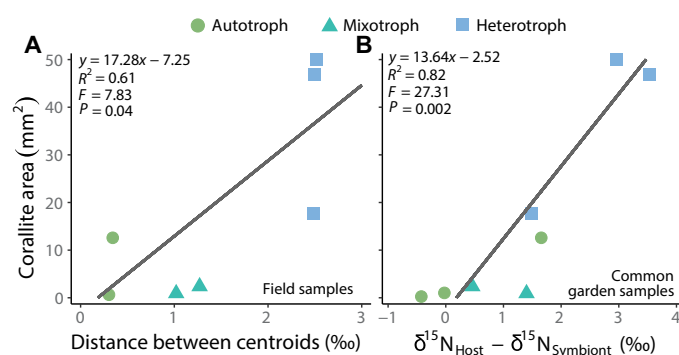 Autotroph Mixotroph Heterotroph
A
B
y = 17.28x – 7.25
R² = 0.61
F = 7.83
P = 0.04
y = 13.64x – 2.52
R² = 0.82
F = 27.31
P = 0.002
Corallite area (mm²)
50
40
30
20
10
0
Field samples
Common
garden samples
0 1 2 3
–1 0 1 2 3 4
Distance between centroids (‰)
δ¹⁵N_Host – δ¹⁵N_Symbiont (‰)